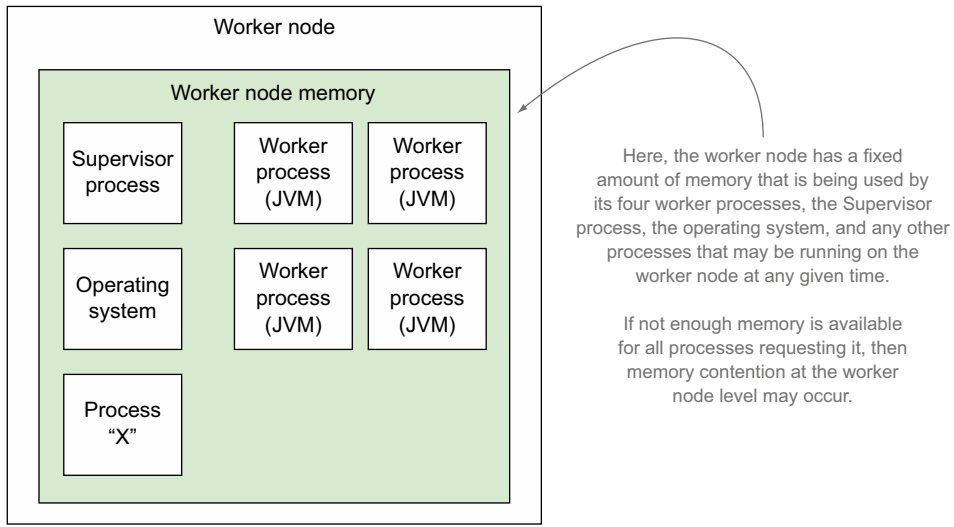 Worker node
Worker node memory
Supervisor
process
Worker
process
(JVM)
Worker
process
(JVM)
Operating
system
Worker
process
(JVM)
Worker
process
(JVM)
Process
“X”
Here, the worker node has a fixed
amount of memory that is being used by
its four worker processes, the Supervisor
process, the operating system, and any other
processes that may be running on the
worker node at any given time.
If not enough memory is available
for all processes requesting it, then
memory contention at the worker
node level may occur.